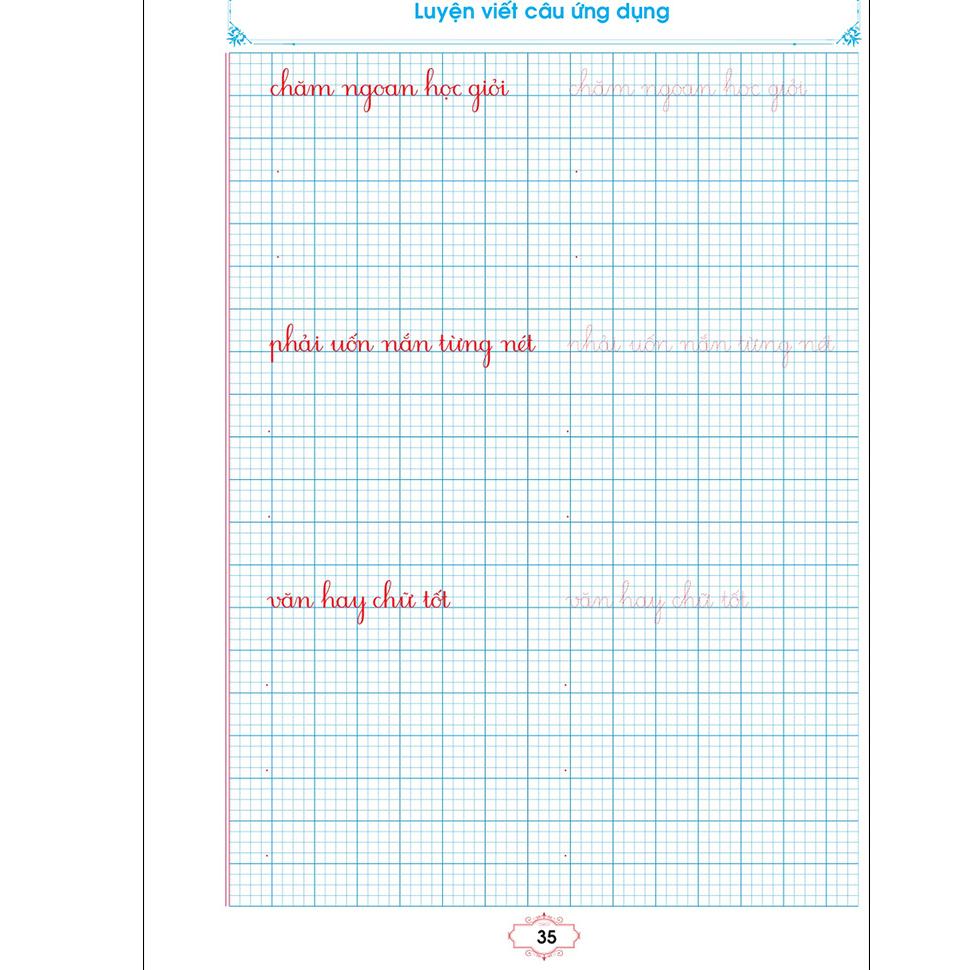 Luyện viết câu ứng dụng
chăm ngoan học giỏi chăm ngoan học giỏi
phải uốn nắn từng nét phải uốn nắn từng nét
văn hay chữ tốt văn hay chữ tốt
35